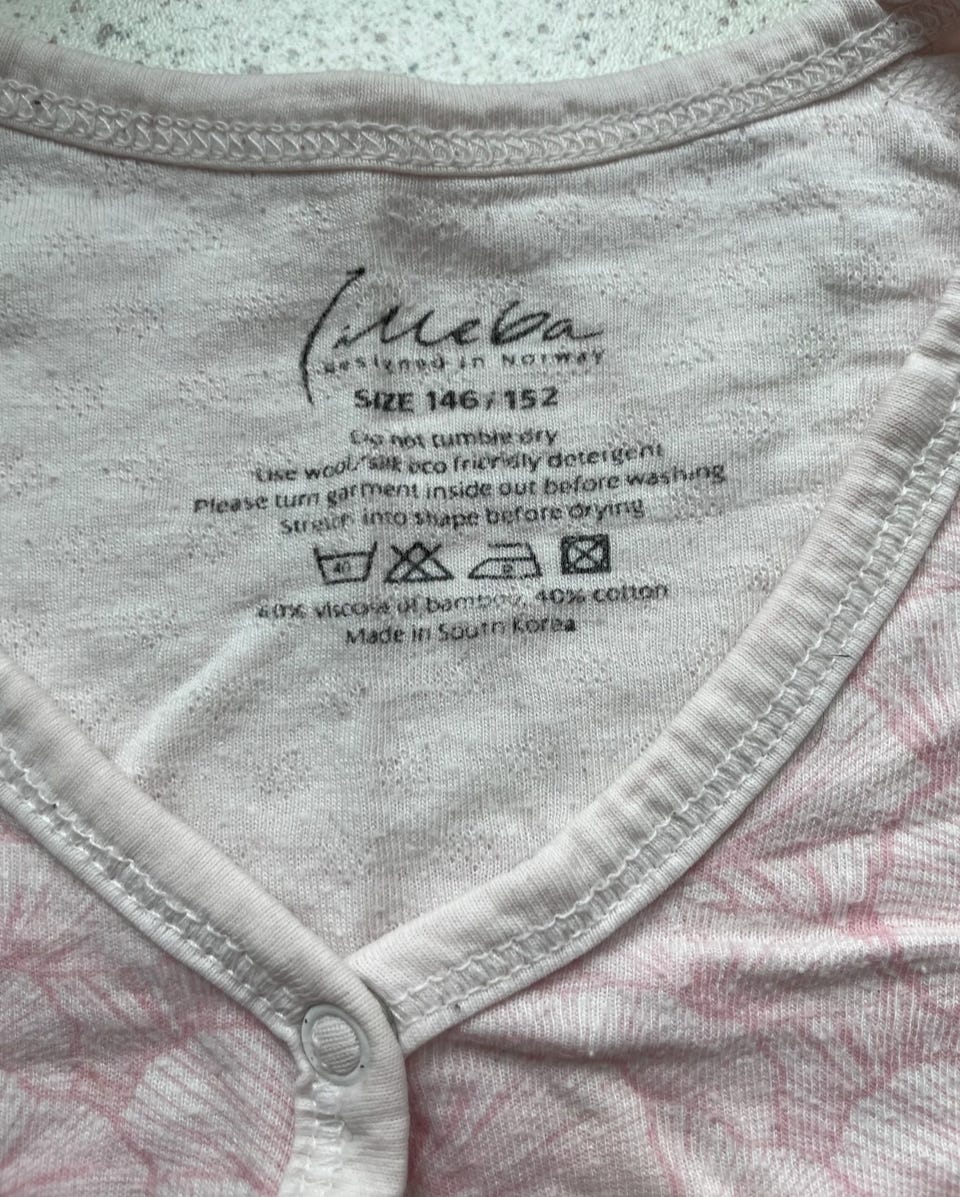 iMeba
designed in Norway
SIZE 146/152
Do not tumble dry
Use wool/silk eco friendly detergent
Please turn garment inside out before washing
Stretch into shape before drying
40
viscose of bamboo, 40% cotton
Made in South Korea